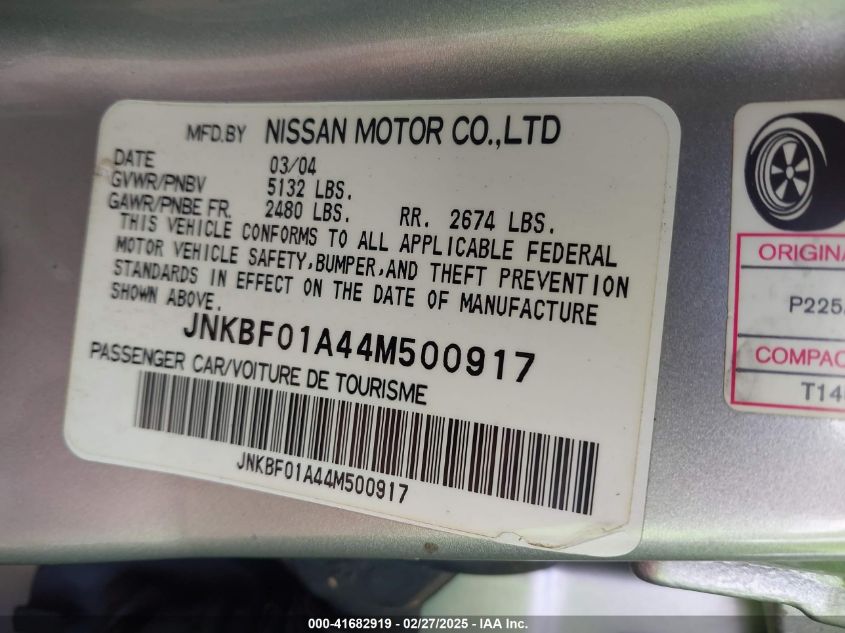 MFD.BY NISSAN MOTOR CO.,LTD
DATE 03/04
GVWR/PNBV 5132 LBS.
GAWR/PNBE FR. 2480 LBS. RR. 2674 LBS.
THIS VEHICLE CONFORMS TO ALL APPLICABLE FEDERAL
MOTOR VEHICLE SAFETY,BUMPER,AND THEFT PREVENTION
STANDARDS IN EFFECT ON THE DATE OF MANUFACTURE
SHOWN ABOVE.
JNKBF01A44M500917
PASSENGER CAR/VOITURE DE TOURISME
JNKBF01A44M500917
ORIGINA
P225
COMPAC
T14
000-41682919 / 02/27/2025 - IAA Inc.